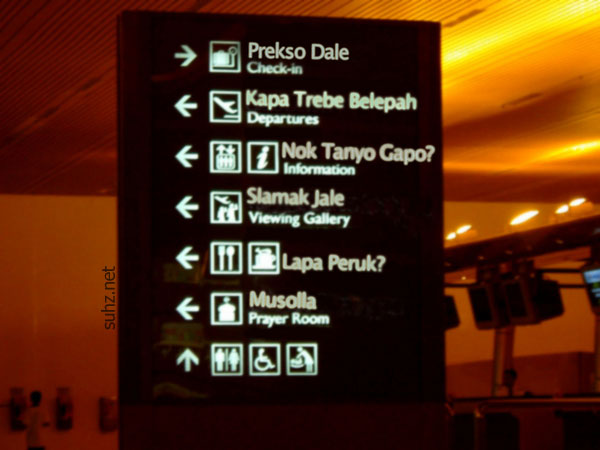 Prekso Dale
Check-in
Kapa Trebe Belepah
Departures
Nok Tanyo Gapo?
Information
Slamak Jale
Viewing Gallery
Lapa Peruk?
Musolla
Prayer Room
suhz.net